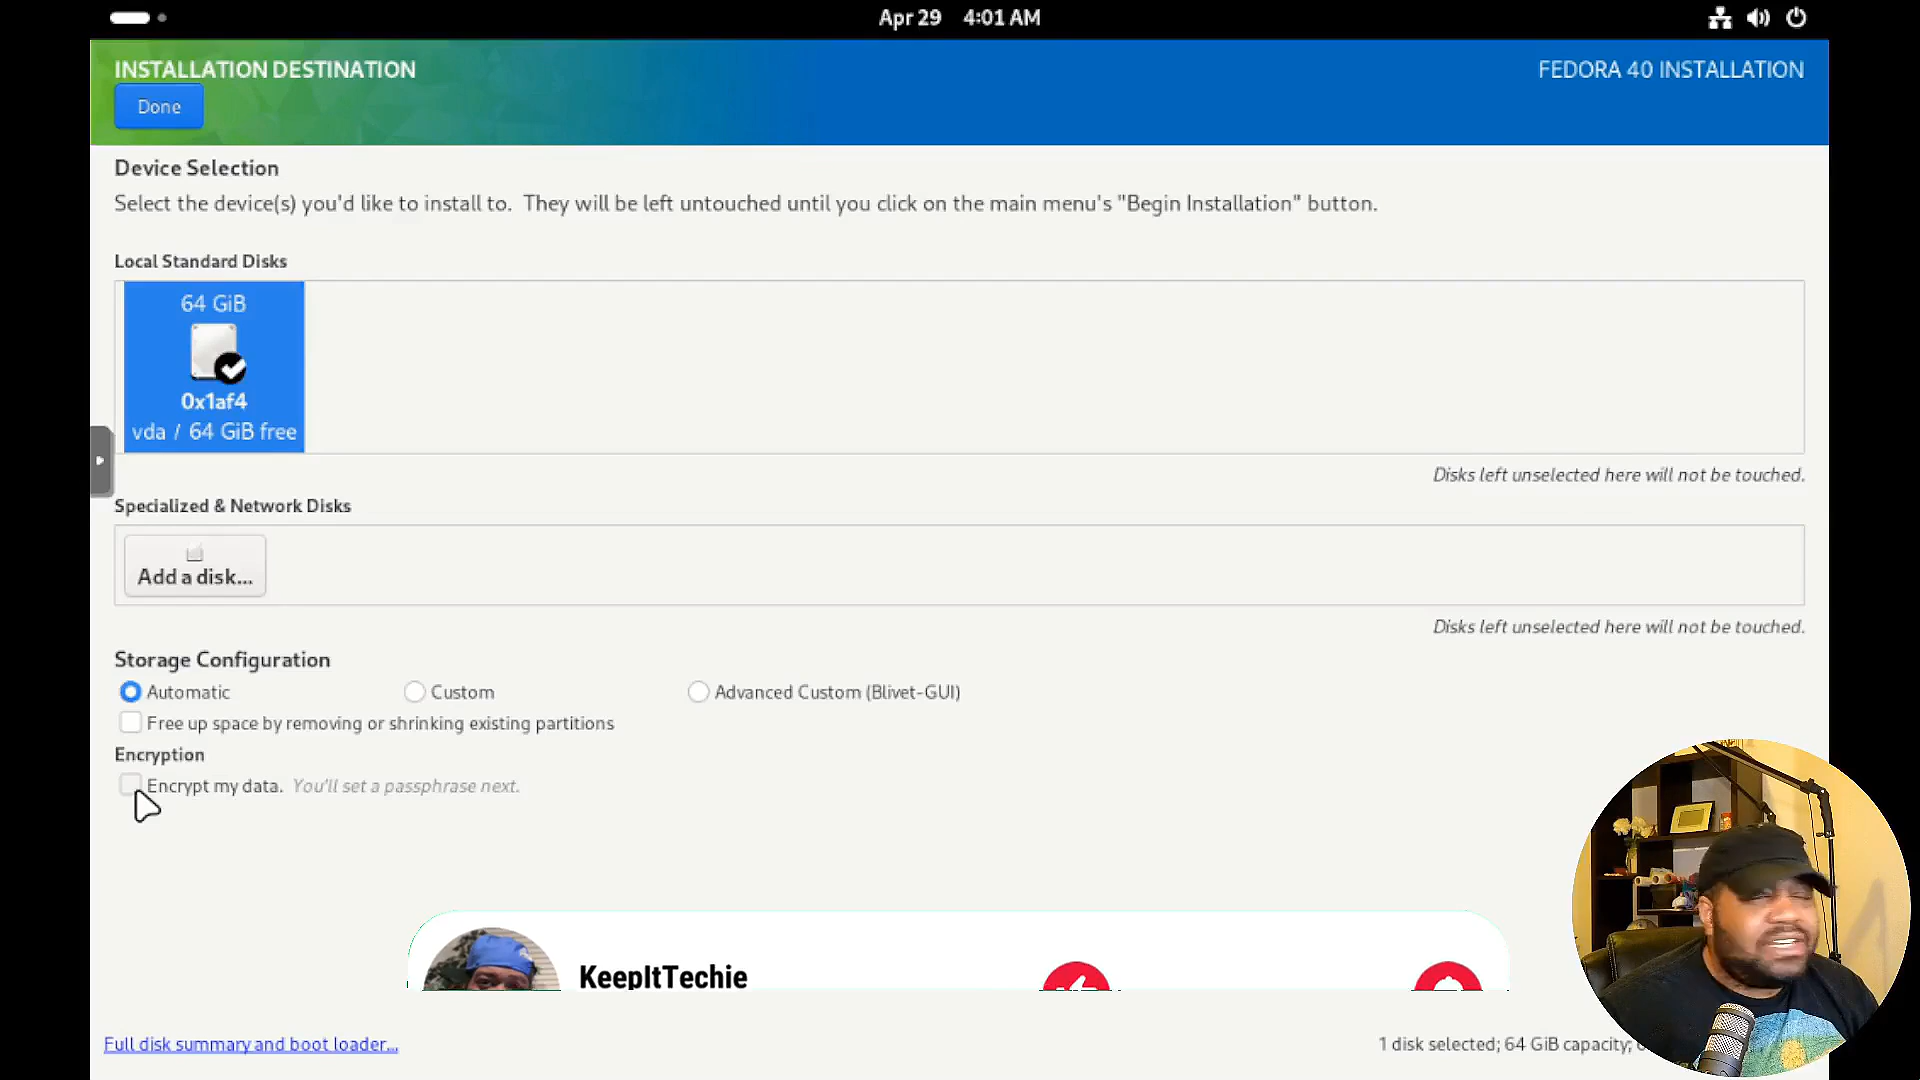 Apr 29 4:01 AM
INSTALLATION DESTINATION
FEDORA 40 INSTALLATION
Done
Device Selection
Select the device(s) you'd like to install to. They will be left untouched until you click on the main menu's "Begin Installation" button.
Local Standard Disks
64 GiB
0x1af4
vda / 64 GiB free
Disks left unselected here will not be touched.
Specialized & Network Disks
Add a disk...
Disks left unselected here will not be touched.
Storage Configuration
Automatic
Custom
Advanced Custom (Blivet-GUI)
Free up space by removing or shrinking existing partitions
Encryption
Encrypt my data. You'll set a passphrase next.
KeepItTechie
Full disk summary and boot loader...
1 disk selected; 64 GiB capacity;